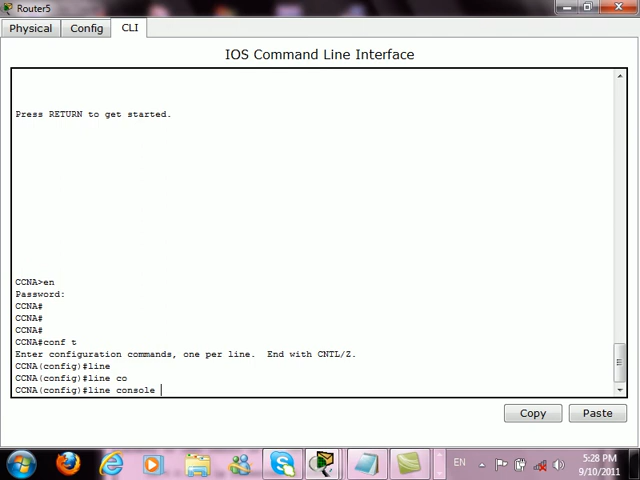 Router5
Physical
Config
CLI
IOS Command Line Interface
Press RETURN to get started.
CCNA>en
Password:
CCNA#
CCNA#
CCNA#
CCNA#conf t
Enter configuration commands, one per line.  End with CNTL/Z.
CCNA(config)#line
CCNA(config)#line co
CCNA(config)#line console
Copy
Paste
EN
5:28 PM
9/10/2011